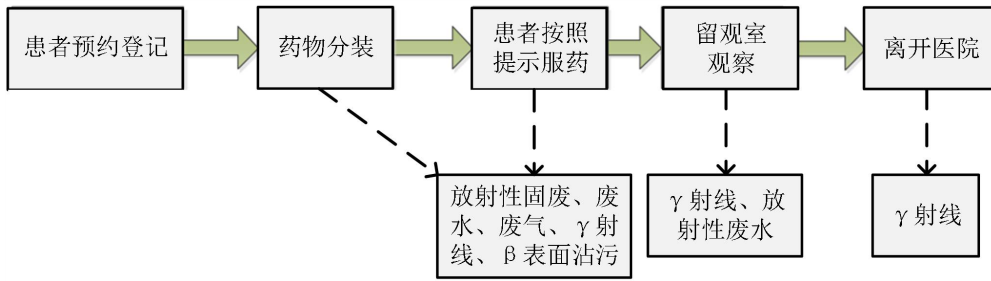 患者预约登记
药物分装
患者按照
提示服药
留观室
观察
离开医院
放射性固废、废
水、废气、γ射
线、β表面沾污
γ射线、放
射性废水
γ射线